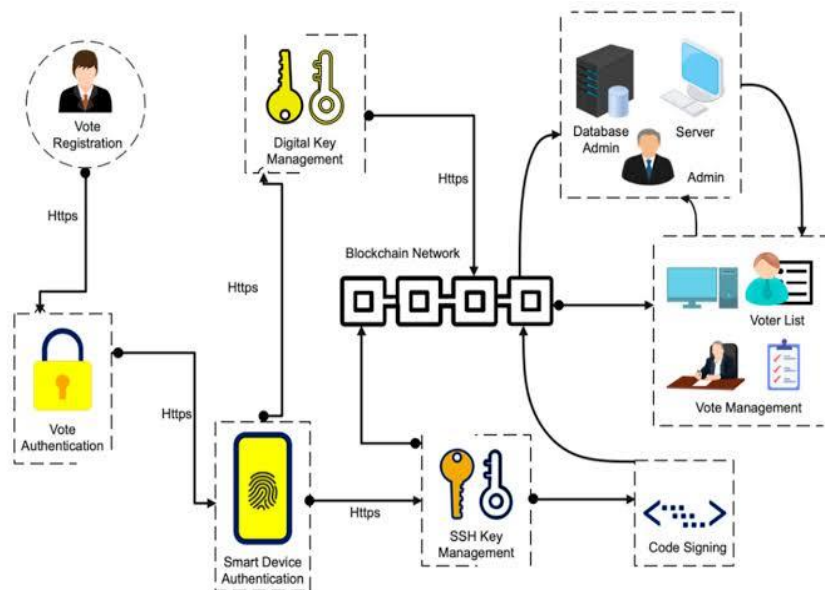 Vote
Registration
Https
Vote
Authentication
Https
Smart Device
Authentication
Https
Digital Key
Management
Https
Https
SSH Key
Management
Code Signing
Blockchain Network
Database
Admin
Server
Admin
Voter List
Vote Management